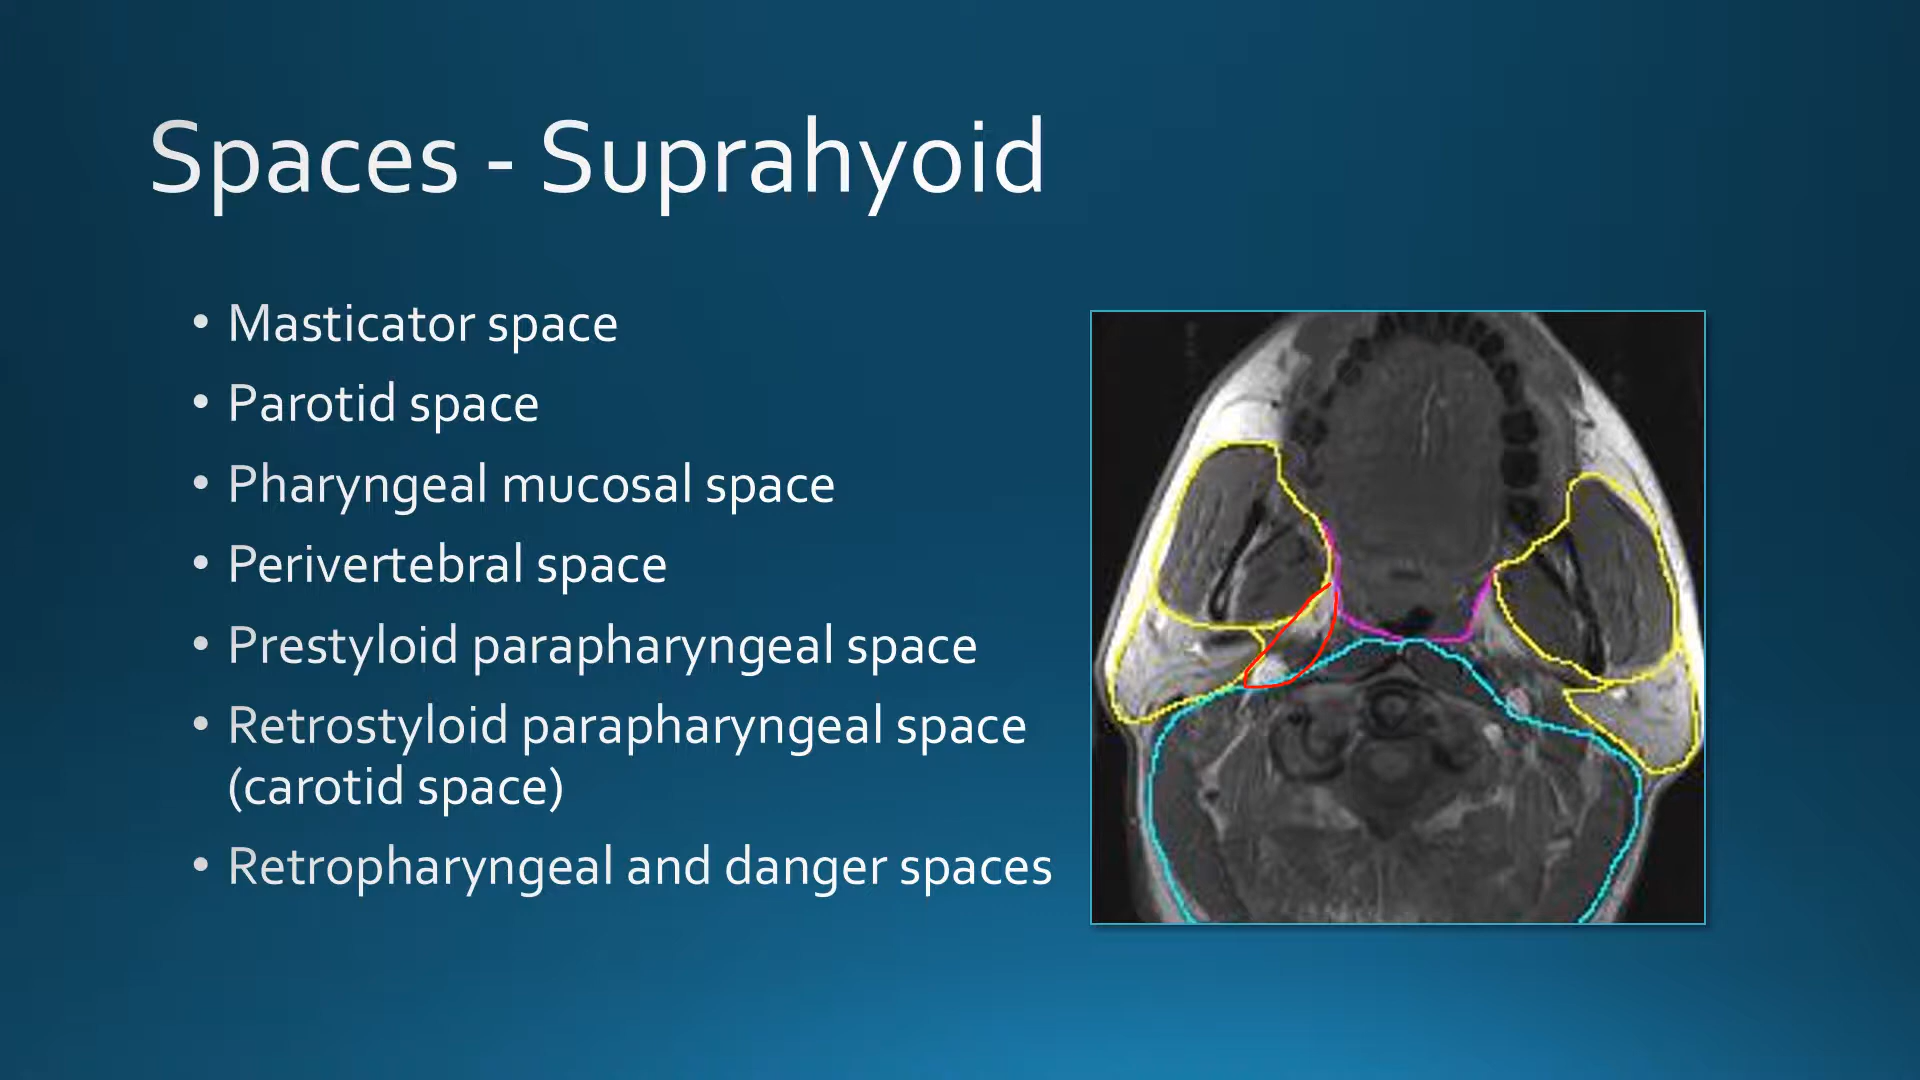 Spaces - Suprahyoid
• Masticator space
• Parotid space
• Pharyngeal mucosal space
• Perivertebral space
• Prestyloid parapharyngeal space
• Retrostyloid parapharyngeal space
(carotid space)
• Retropharyngeal and danger spaces